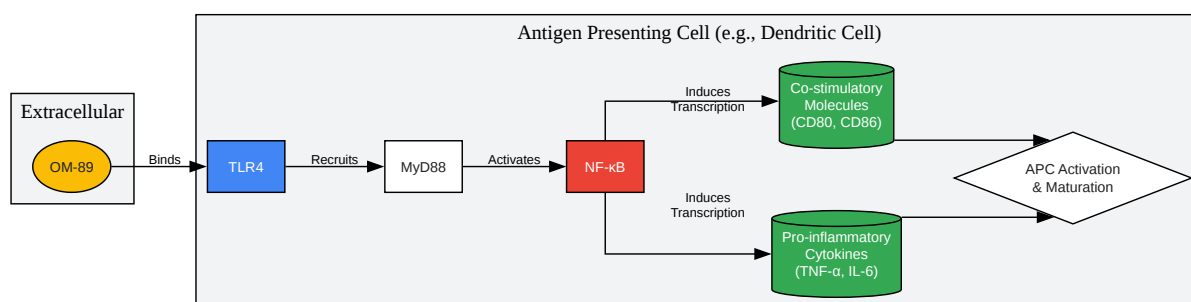 Antigen Presenting Cell (e.g., Dendritic Cell)
Extracellular
OM-89
Binds
TLR4
Recruits
MyD88
Activates
NF-κB
Induces
Transcription
Co-stimulatory
Molecules
(CD80, CD86)
Induces
Transcription
Pro-inflammatory
Cytokines
(TNF-α, IL-6)
APC Activation
& Maturation